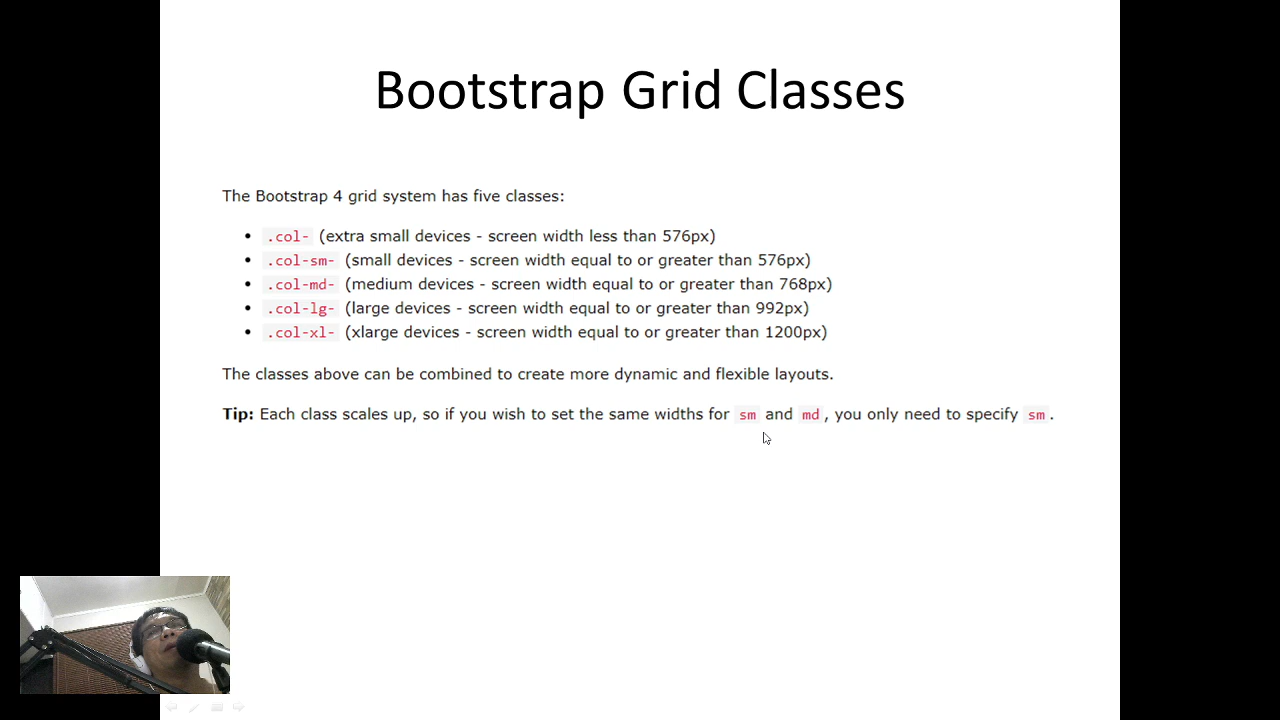 Bootstrap Grid Classes
The Bootstrap 4 grid system has five classes:
• .col- (extra small devices - screen width less than 576px)
• .col-sm- (small devices - screen width equal to or greater than 576px)
• .col-md- (medium devices - screen width equal to or greater than 768px)
• .col-lg- (large devices - screen width equal to or greater than 992px)
• .col-xl- (xlarge devices - screen width equal to or greater than 1200px)
The classes above can be combined to create more dynamic and flexible layouts.
Tip: Each class scales up, so if you wish to set the same widths for sm and md, you only need to specify sm.